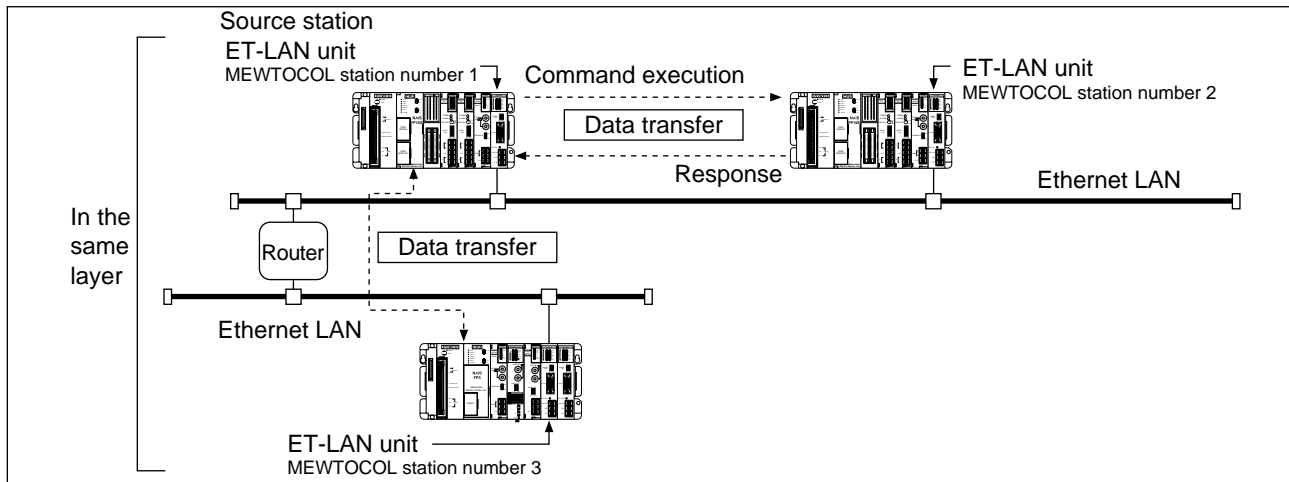 Source station
ET-LAN unit
MEWTOCOL station number 1
Command execution
ET-LAN unit
MEWTOCOL station number 2
Data transfer
Response
Ethernet LAN
In the
same
layer
Router
Data transfer
Ethernet LAN
ET-LAN unit
MEWTOCOL station number 3